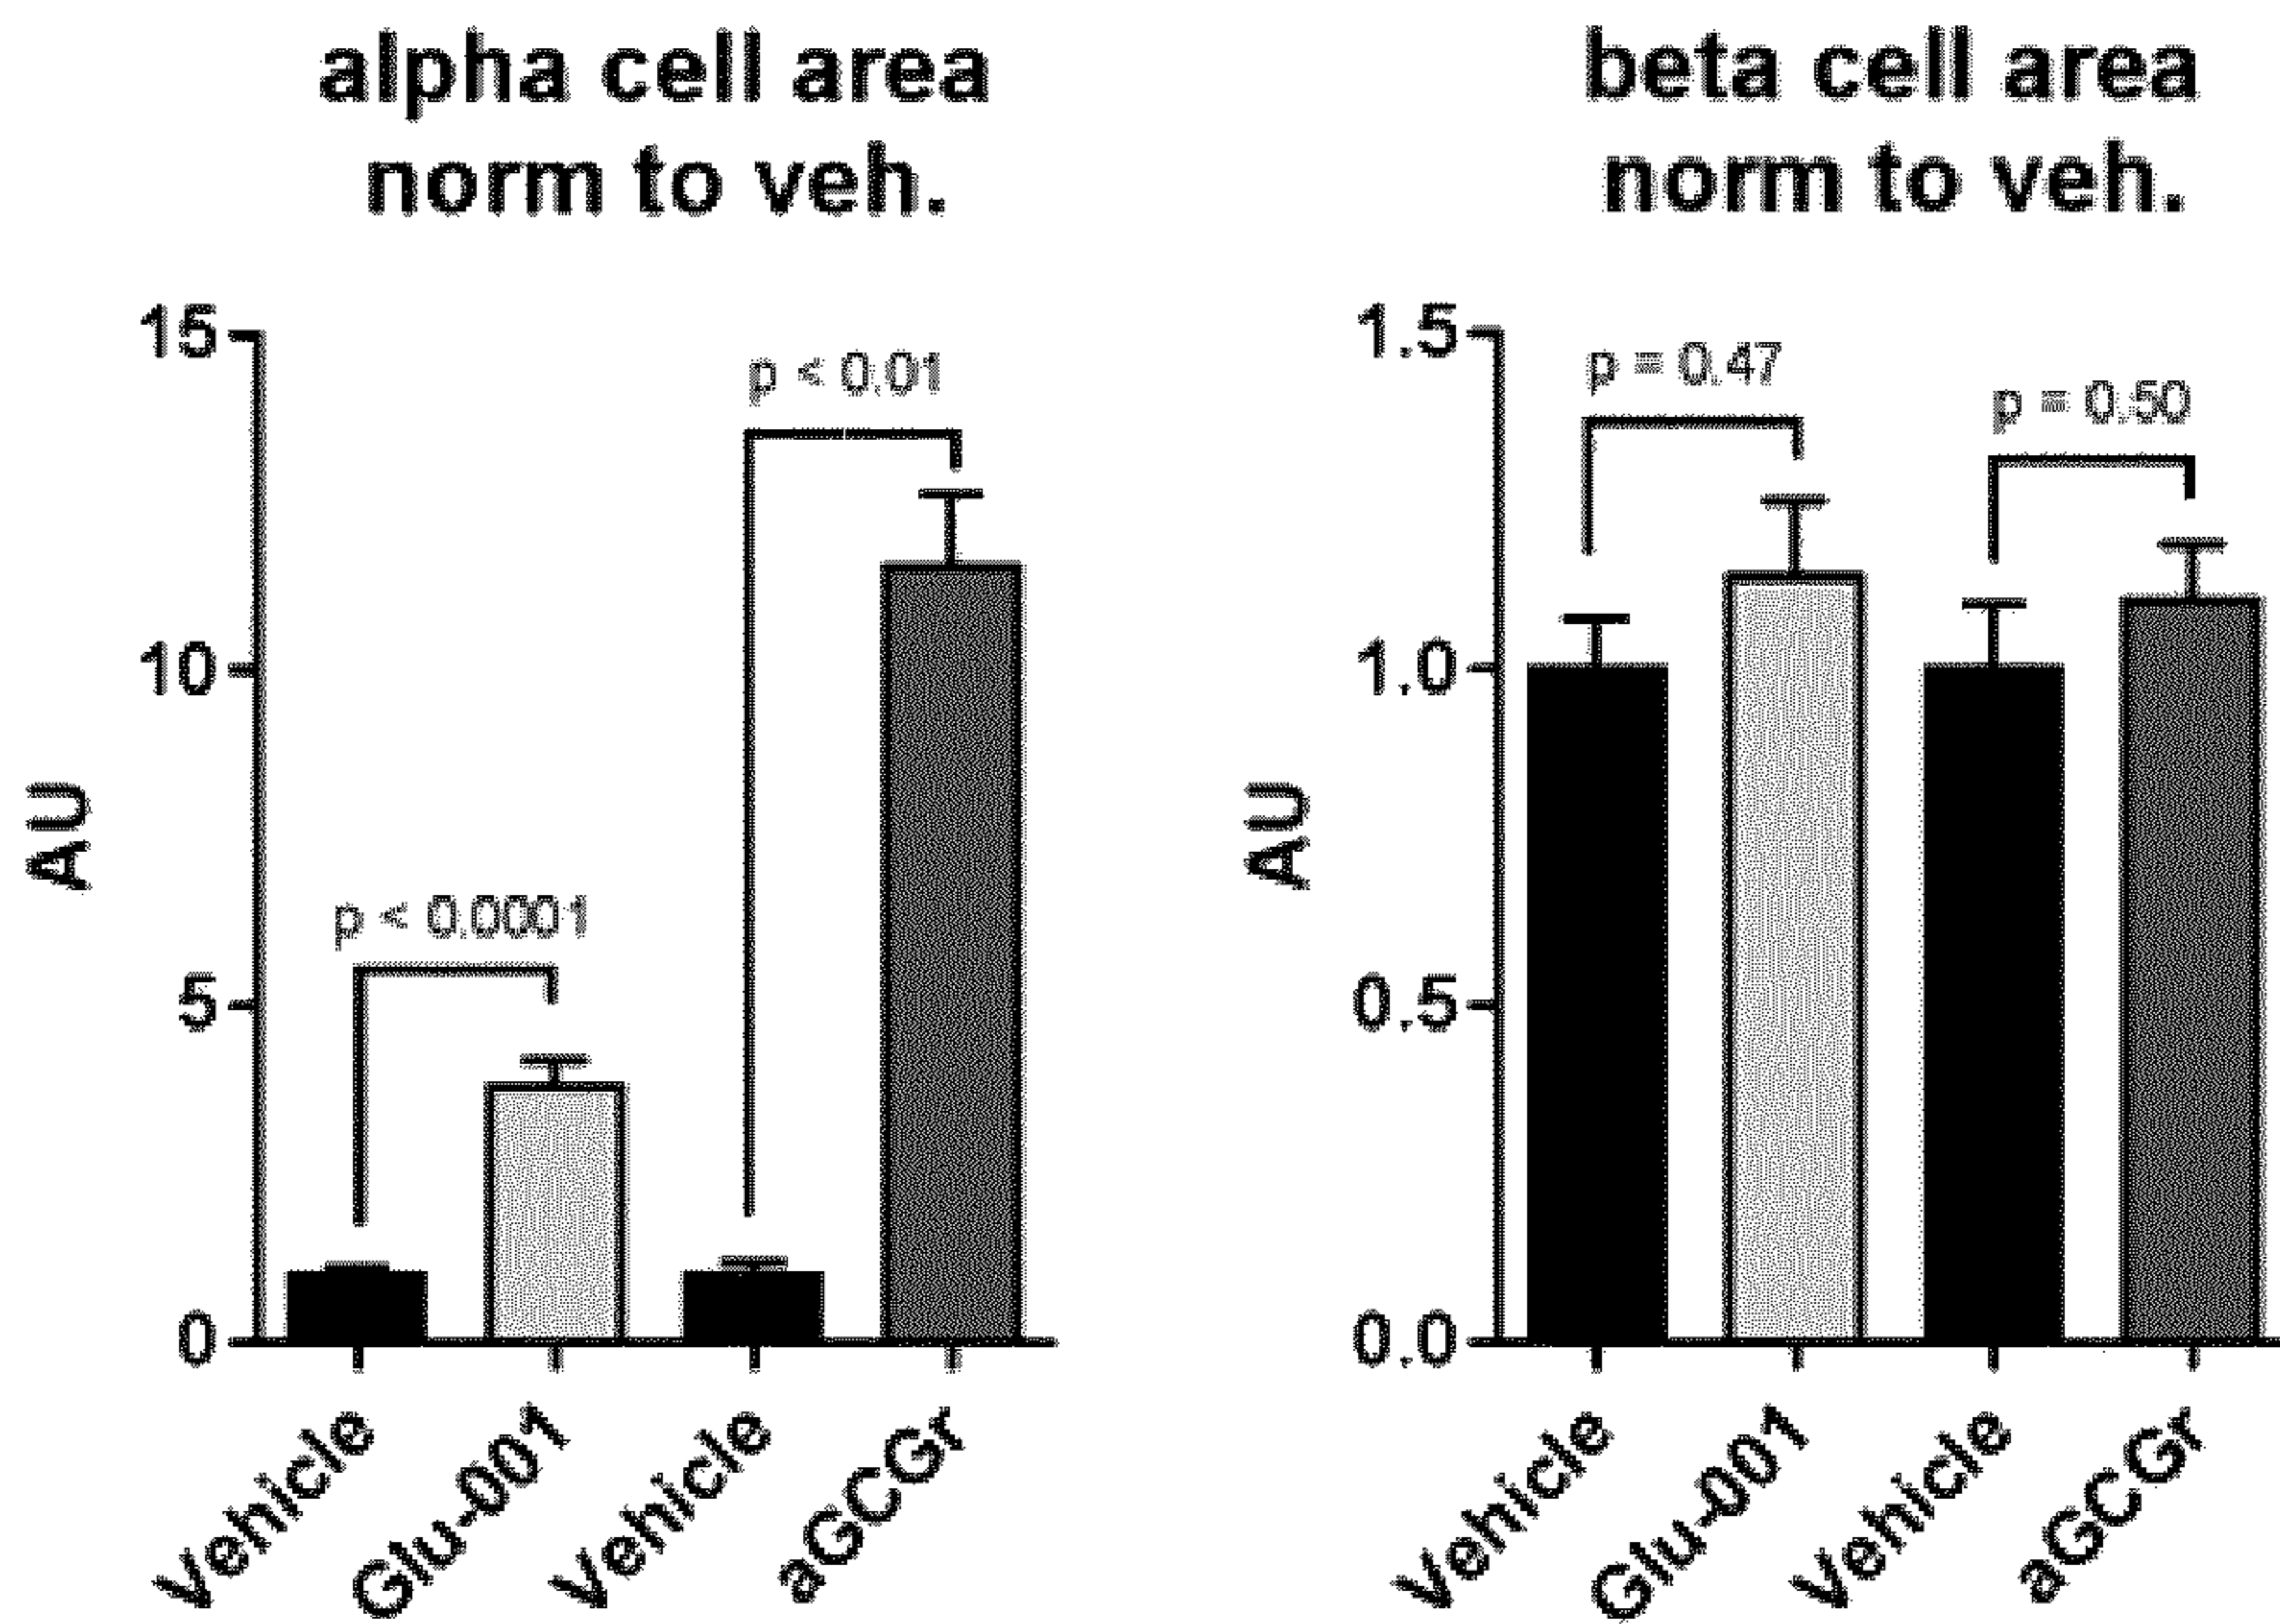 alpha cell area
norm to veh.
15
10
5
0
AU
p < 0.01
p < 0.0001
Vehicle
Glu-001
Vehicle
aGCGr
beta cell area
norm to veh.
1.5
1.0
0.5
0.0
AU
p = 0.47
p = 0.50
Vehicle
Glu-001
Vehicle
aGCGr